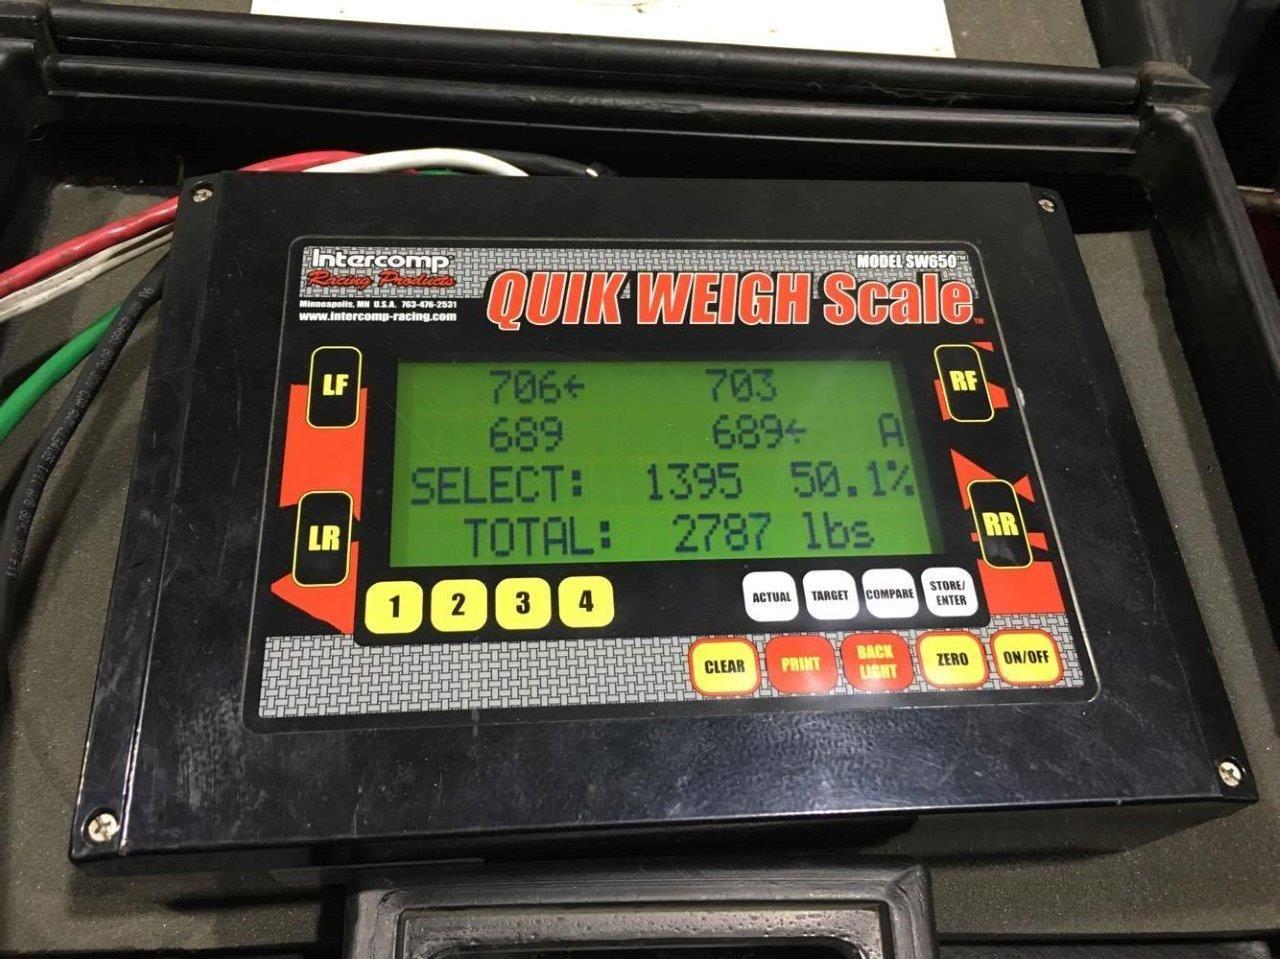 Intercomp®
Racing Products
Minneapolis, MN U.S.A. 763-476-2531
www.intercomp-racing.com
MODEL SW650™
QUIK WEIGH Scale™
LF
RF
706← 703
689 689← A
SELECT: 1395 50.1%
TOTAL: 2787 lbs
LR
RR
1 2 3 4
ACTUAL
TARGET
COMPARE
STORE/
ENTER
CLEAR
PRINT
BACK
LIGHT
ZERO
ON/OFF